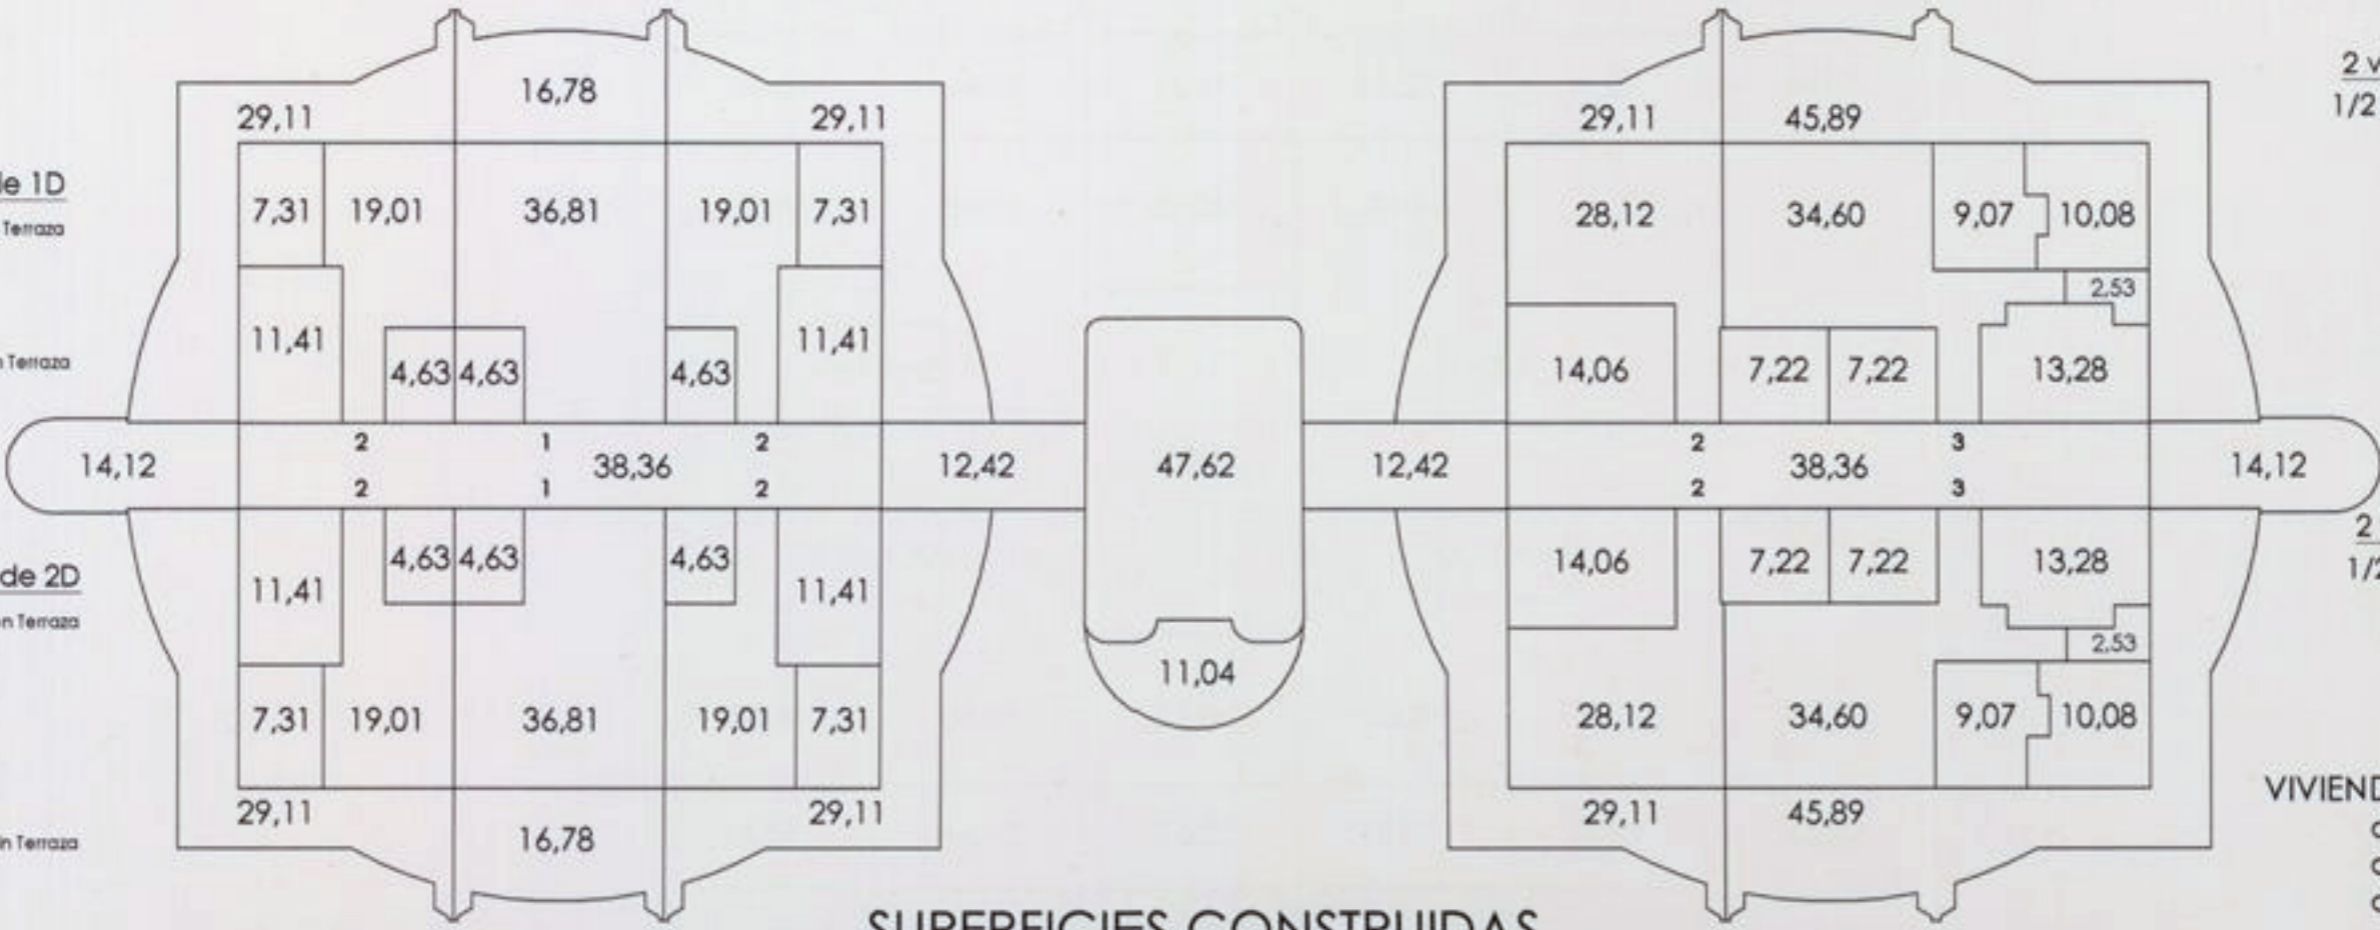 2 v
16,78
1/2
29,11 29,11 29,11 45,89
de 1D
7,31 19,01 36,81 19,01 7,31 28,12 34,60 9,07 10,08
Terraza
2,53
11,41 11,41
n Terraza
4,63 4,63 4,63 14,06 7,22 7,22 13,28
2 1 2 2 3
14,12 38,36 12,42 47,62 12,42 38,36 14,12
2 1 2 2 3
2
4,63 4,63 4,63 14,06 7,22 7,22 13,28
de 2D 1/2
11,41 11,41
n Terraza
2,53
11,04
7,31 19,01 36,81 19,01 7,31 28,12 34,60 9,07 10,08
VIVIEND
29,11 29,11 29,11 45,89
16,78
in Terraza
SUPERFICIES CONSTRUIDAS